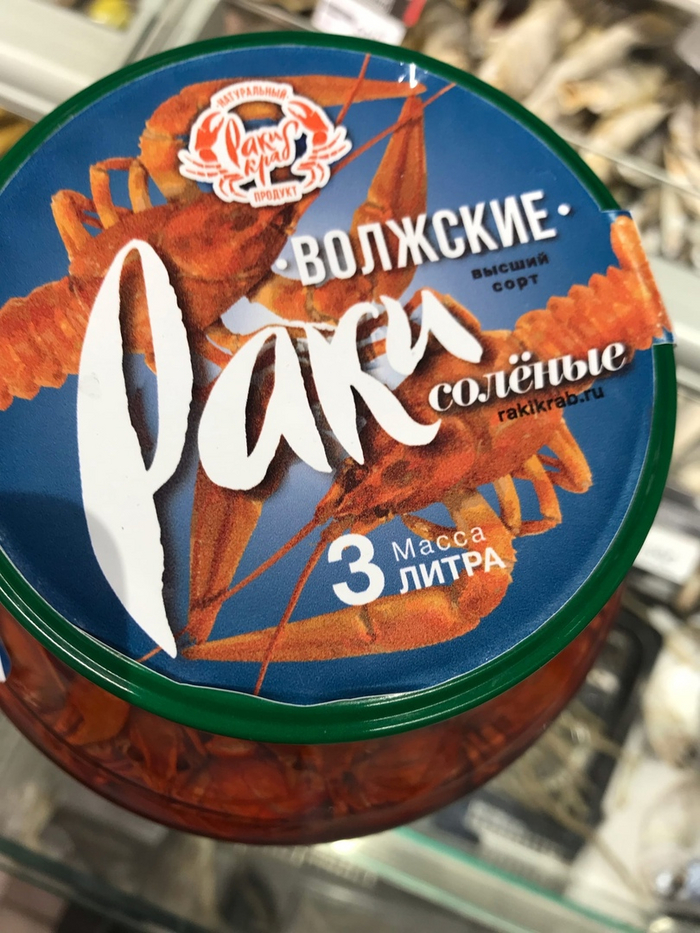 НАТУРАЛЬНЫЙ
Раки
краб
ПРОДУКТ
·ВОЛЖСКИЕ·
высший
сорт
Раки
солёные
rakikrab.ru
3 Масса
ЛИТРА